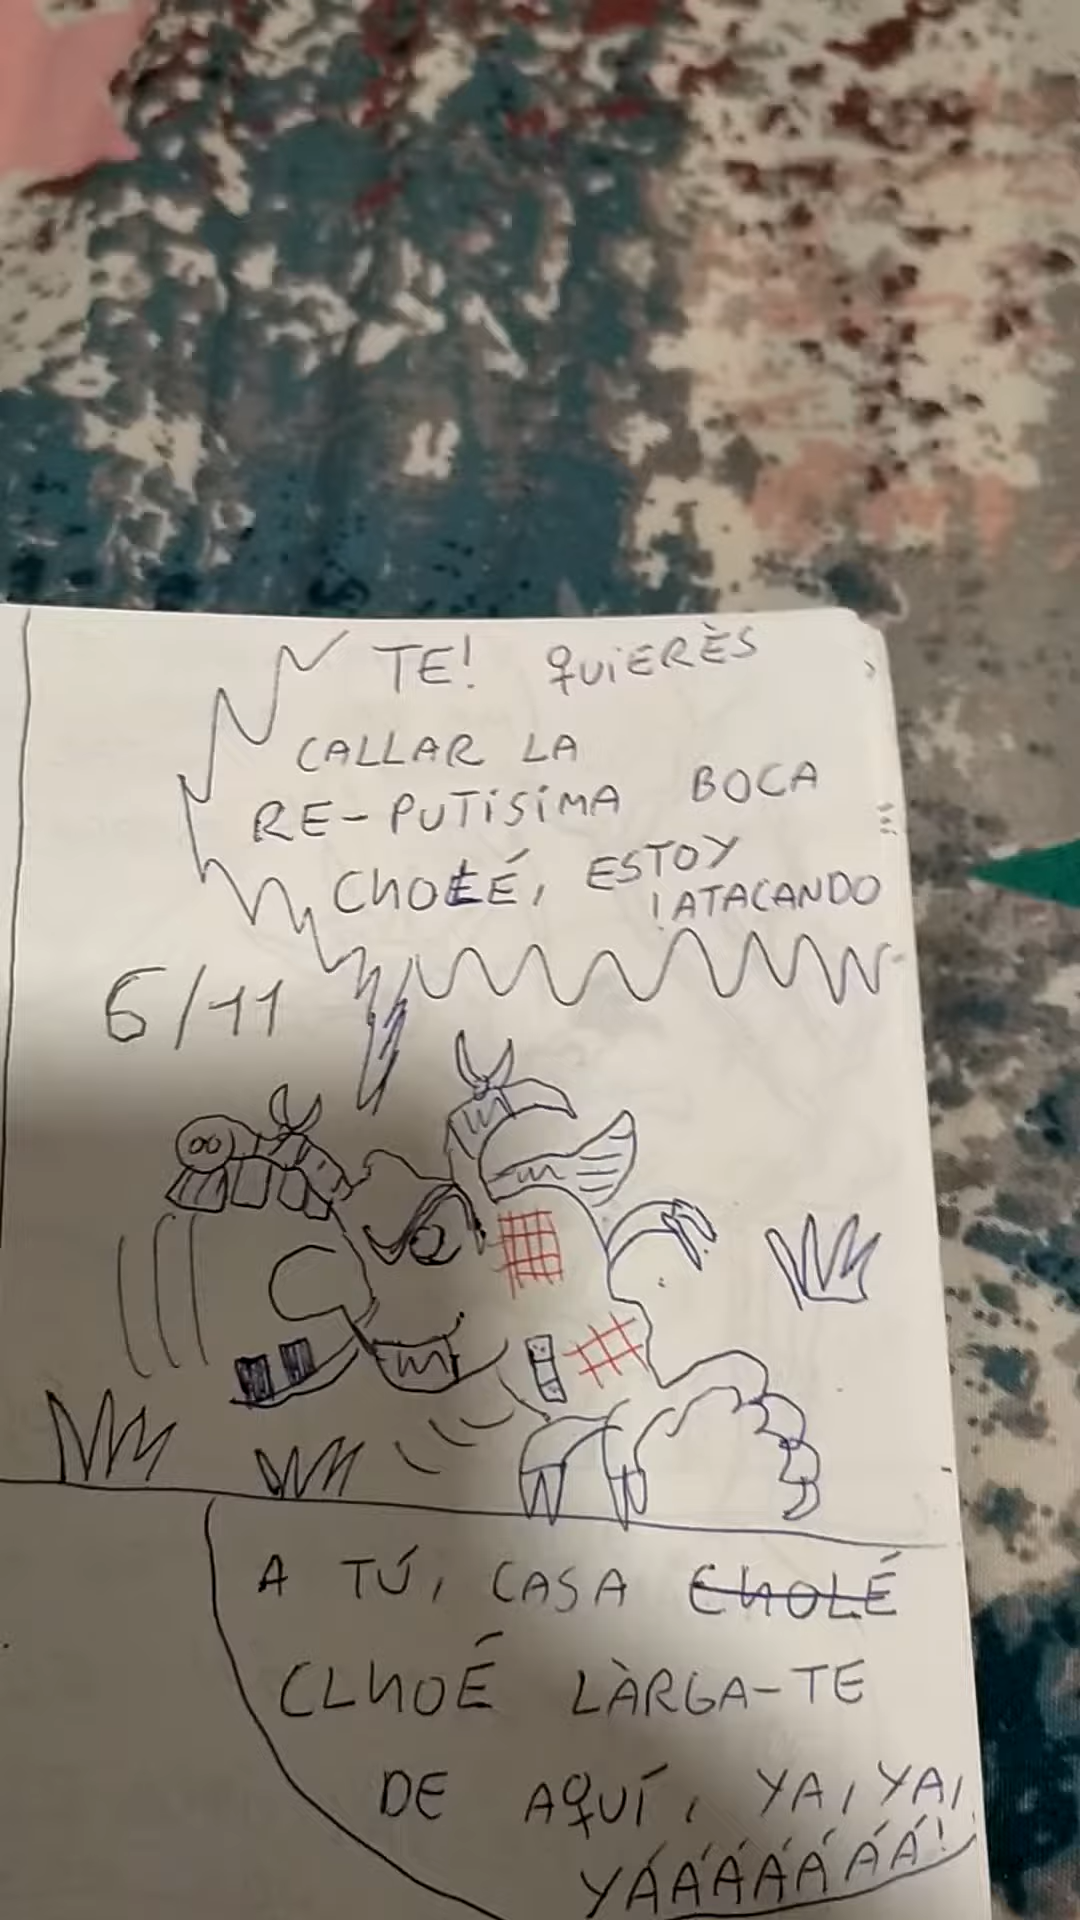 TE! QUIERÈS
CALLAR LA
RE-PUTISIMA BOCA
CHOLÉ, ESTOY
¡ATACANDO
6/11
A TÚ, CASA CHOLÉ
CLHOÉ LÀRGA-TE
DE AQUÍ, YA, YA,
YÁÁÁÁÁÁÁ!